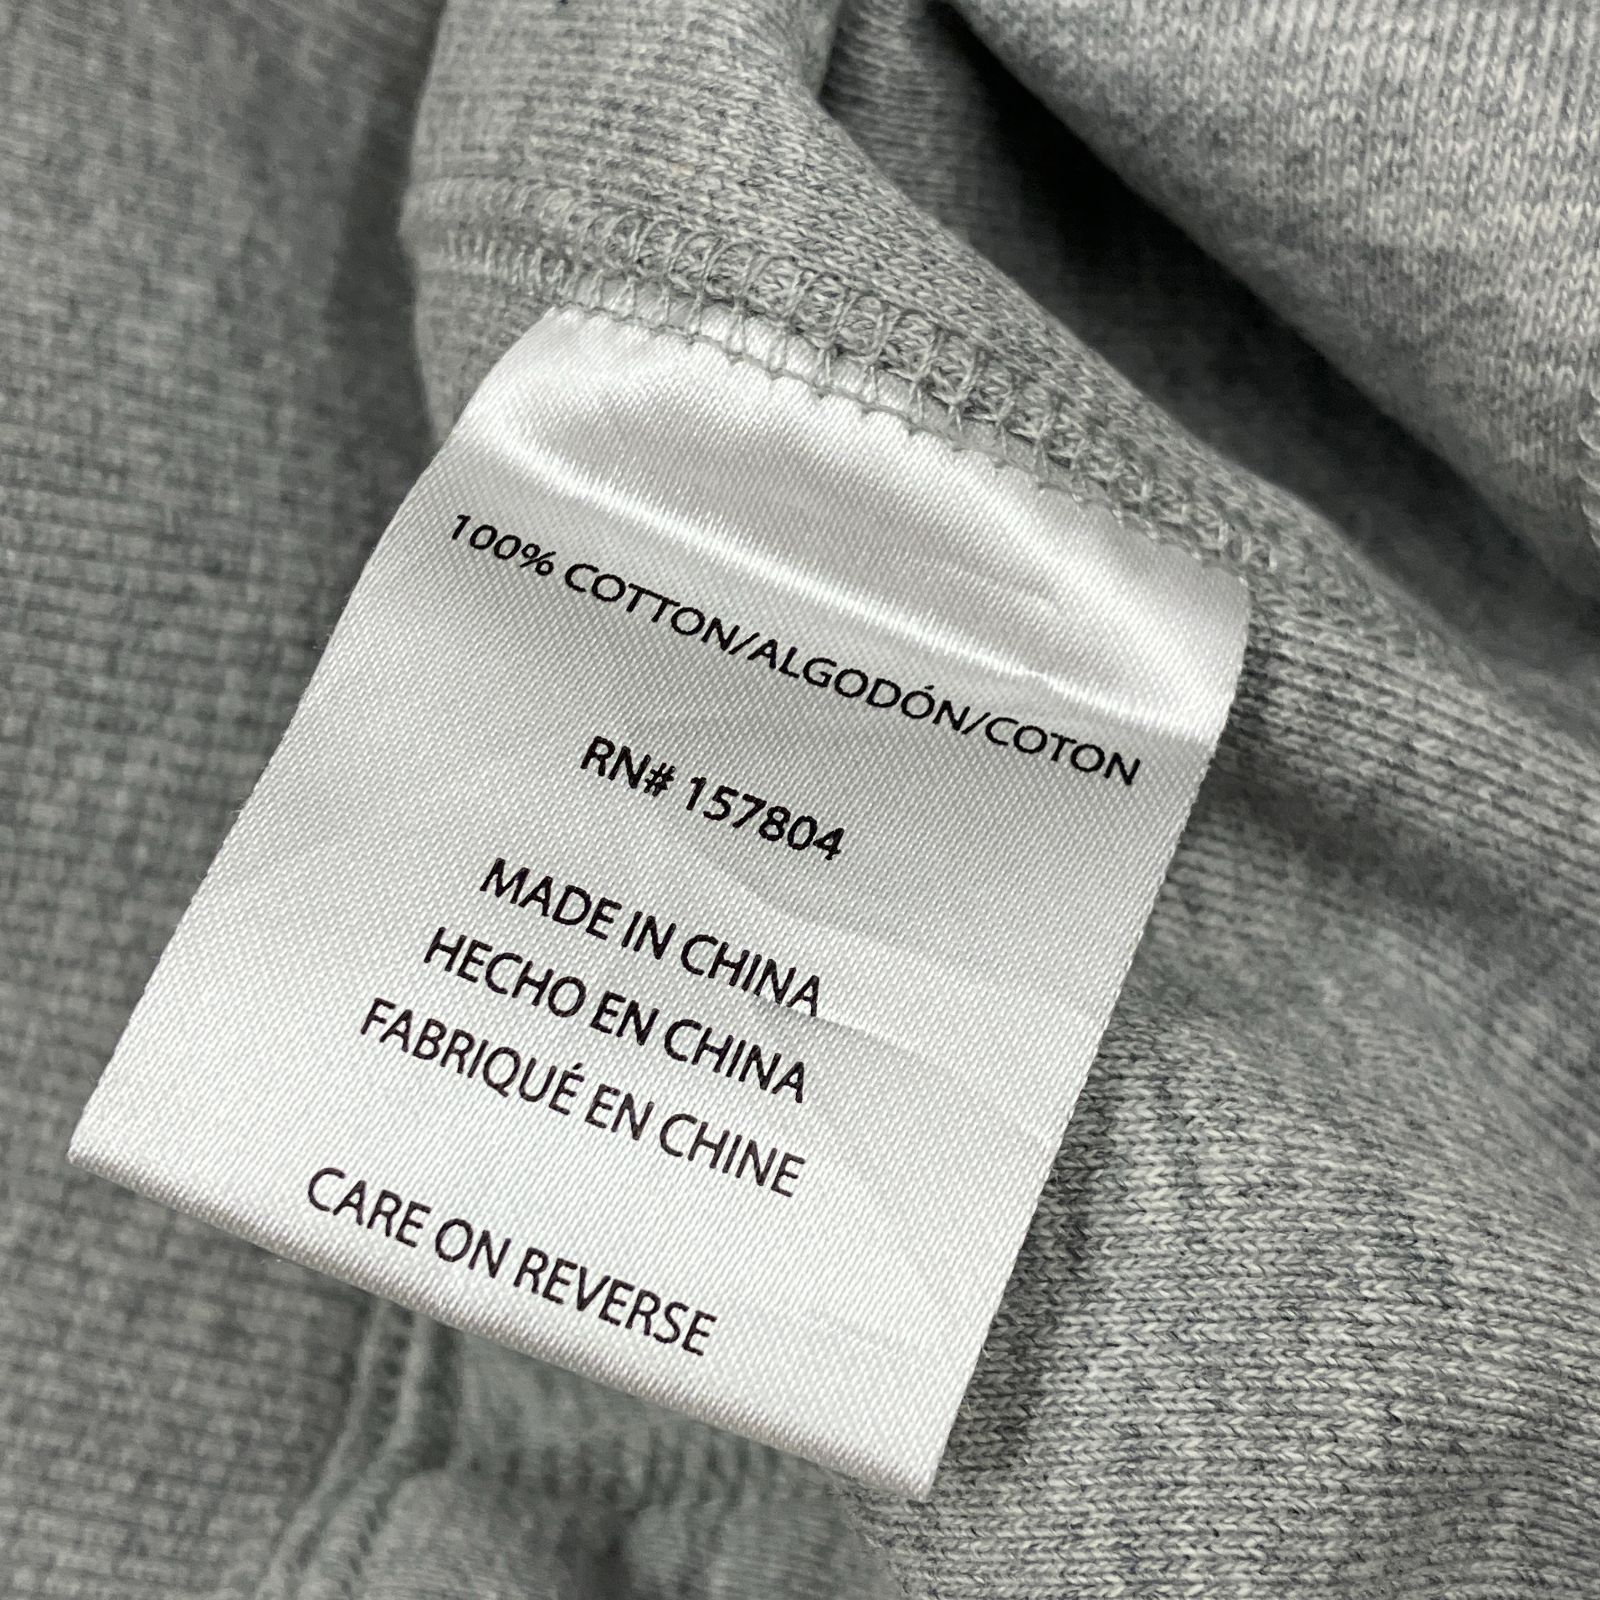 100% COTTON/ALGODÓN/COTON
RN# 157804
MADE IN CHINA
HECHO EN CHINA
FABRIQUÉ EN CHINE
CARE ON REVERSE